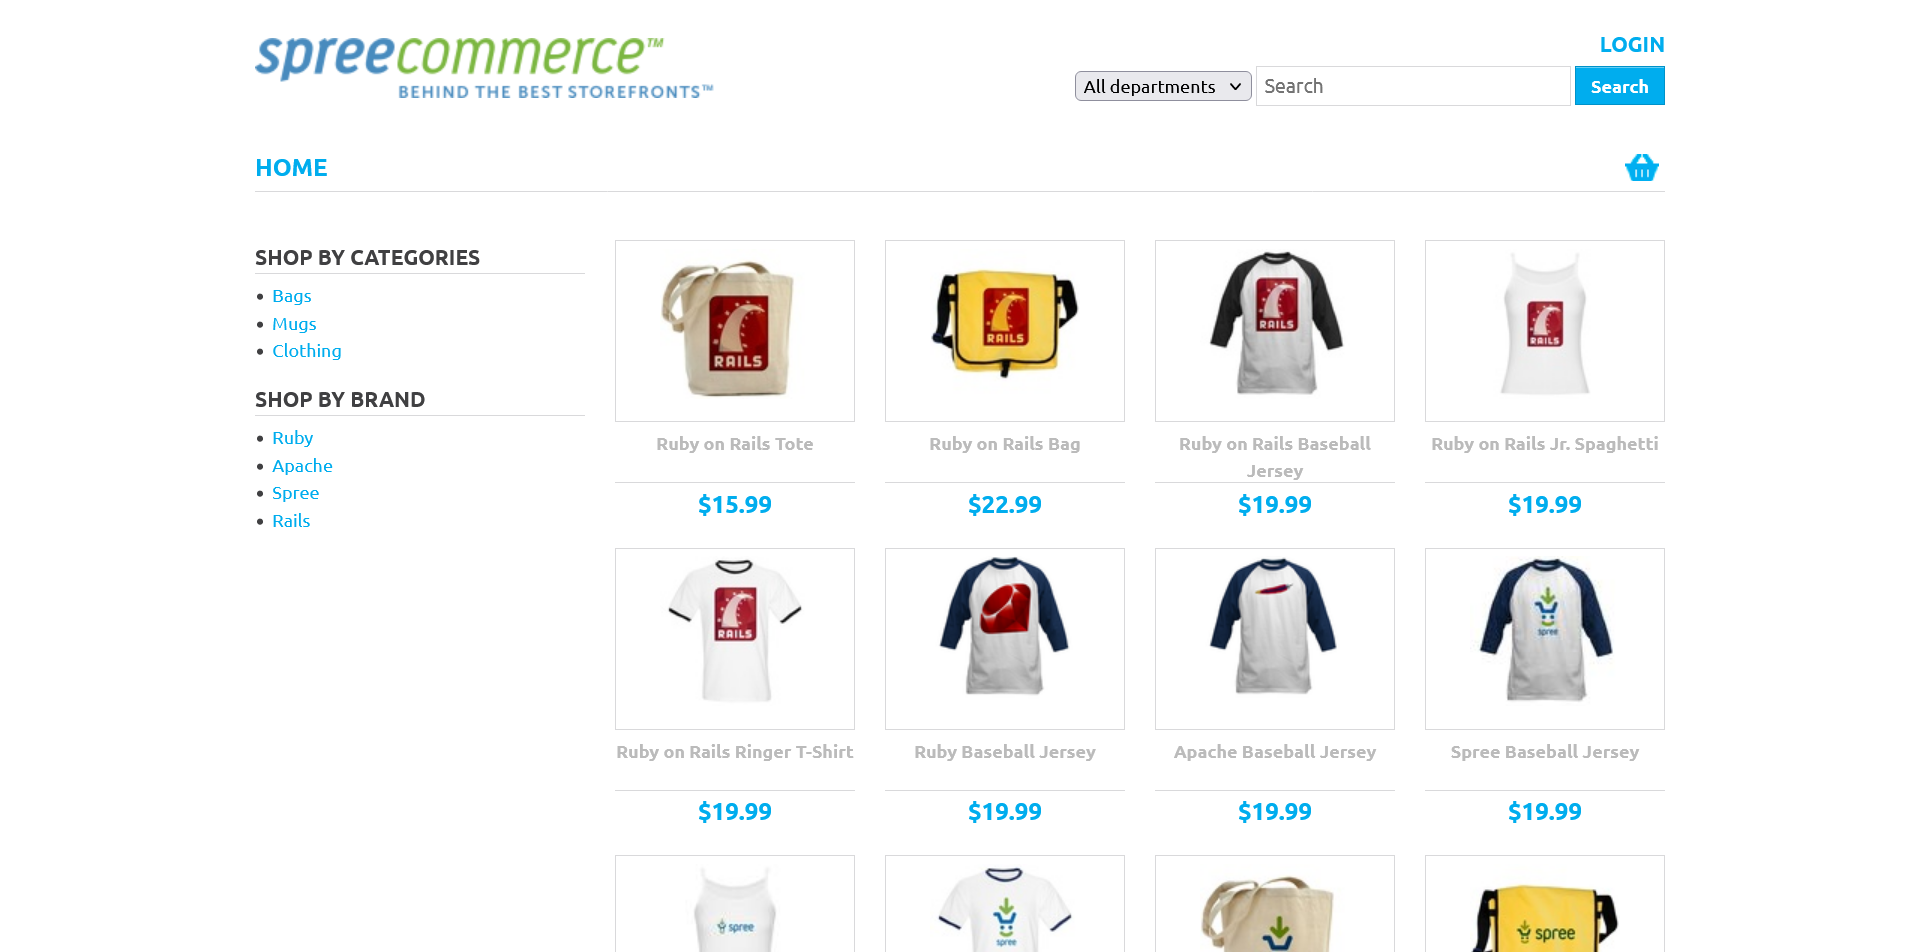 spreecommerce™
BEHIND THE BEST STOREFRONTS™
LOGIN
All departments
Search
Search
HOME
SHOP BY CATEGORIES
Bags
Mugs
Clothing
SHOP BY BRAND
Ruby
Apache
Spree
Rails
RAILS
RAILS
RAILS
RAILS
Ruby on Rails Tote
Ruby on Rails Bag
Ruby on Rails Baseball
Jersey
Ruby on Rails Jr. Spaghetti
$15.99
$22.99
$19.99
$19.99
RAILS
spree
Ruby on Rails Ringer T-Shirt
Ruby Baseball Jersey
Apache Baseball Jersey
Spree Baseball Jersey
$19.99
$19.99
$19.99
$19.99
spree
spree
spree